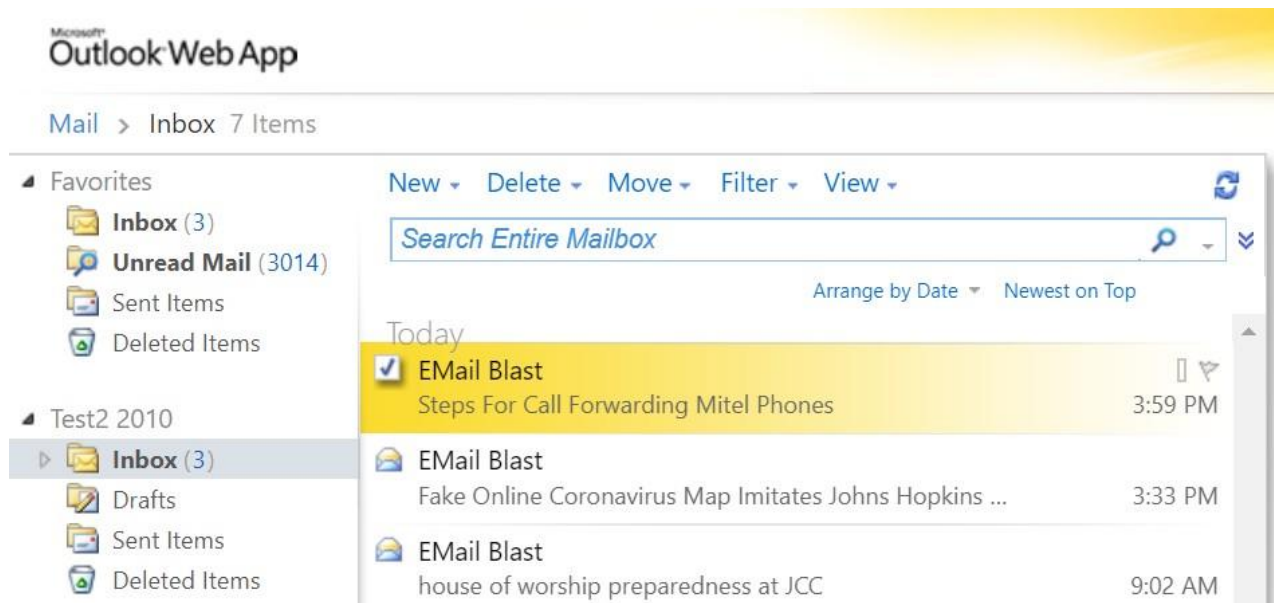 Microsoft
Outlook Web App
Mail > Inbox 7 Items
Favorites
Inbox (3)
Unread Mail (3014)
Sent Items
Deleted Items
Test2 2010
Inbox (3)
Drafts
Sent Items
Deleted Items
New Delete Move Filter View
Search Entire Mailbox
Arrange by Date Newest on Top
Today
EMail Blast
Steps For Call Forwarding Mitel Phones 3:59 PM
EMail Blast
Fake Online Coronavirus Map Imitates Johns Hopkins ... 3:33 PM
EMail Blast
house of worship preparedness at JCC 9:02 AM